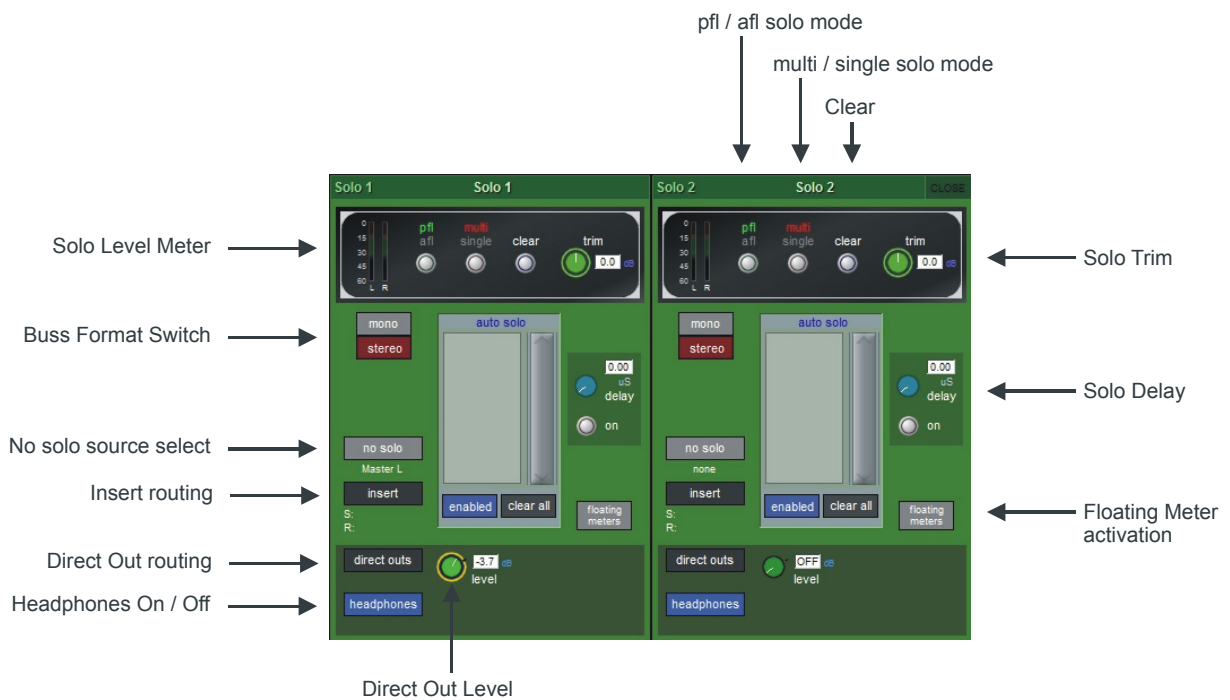 pfl / afl solo mode
multi / single solo mode
Clear
Solo 1 Solo 1
Solo 2 Solo 2 CLOSE
Solo Level Meter
0
15
30
45
60
L R
pfl
afl
multi
single
clear
trim
0.0 dB
0
15
30
45
60
L R
pfl
afl
multi
single
clear
trim
0.0 dB
Solo Trim
Buss Format Switch
mono
stereo
auto solo
0.00
uS
delay
on
mono
stereo
auto solo
0.00
uS
delay
on
Solo Delay
No solo source select
no solo
Master L
Insert routing
insert
S:
R:
enabled clear all
floating
meters
no solo
none
insert
S:
R:
enabled clear all
floating
meters
Floating Meter
activation
Direct Out routing
direct outs
-3.7 dB
level
Headphones On / Off
headphones
direct outs
OFF dB
level
headphones
Direct Out Level